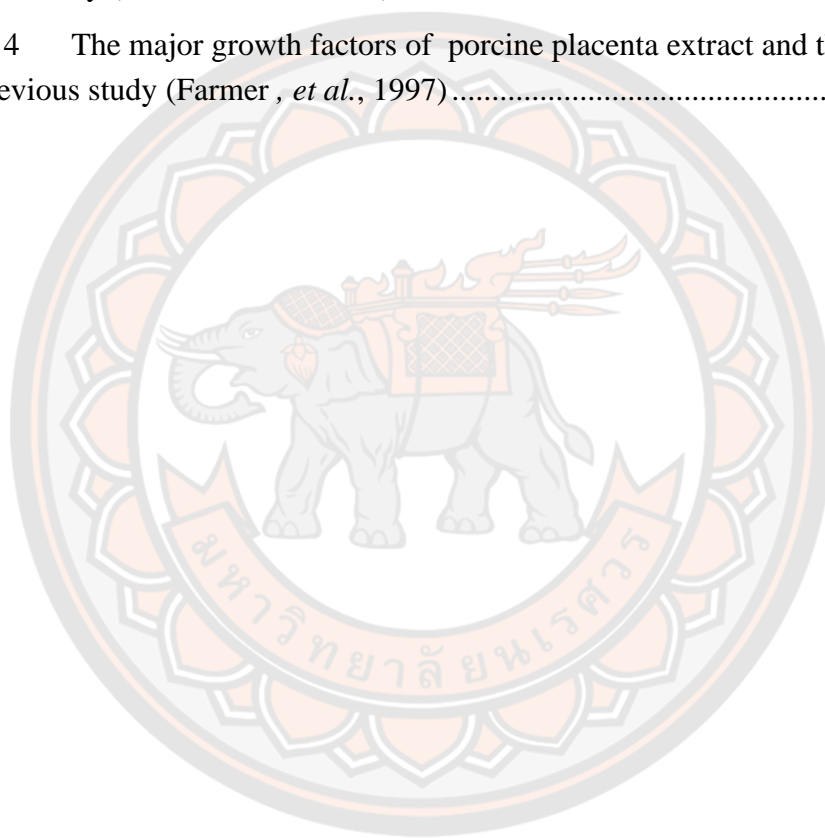 4 The major growth factors of porcine placenta extract and t
evious study (Farmer , et al., 1997)..........................................
มหาวิทยาลัยนเรศวร